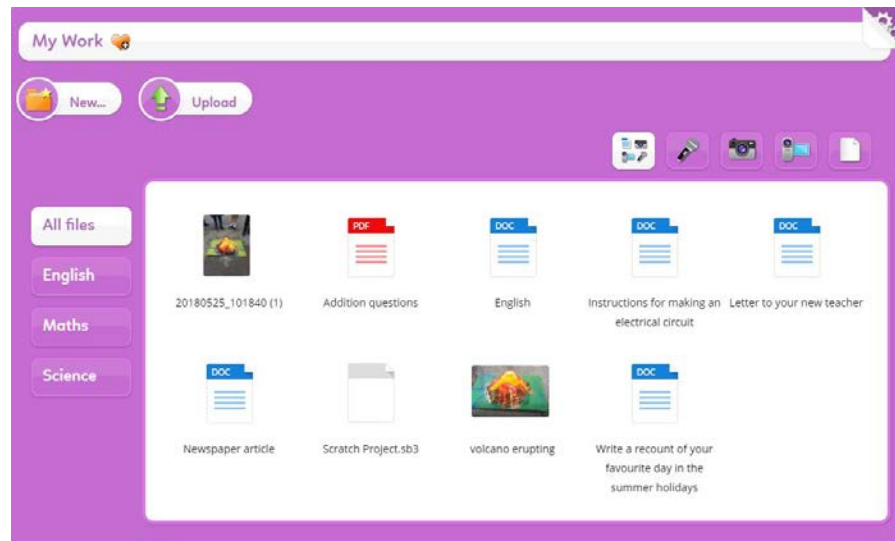 My Work
New...
Upload
All files
English
Maths
Science
20180525_101840 (1)
PDF
Addition questions
DOC
English
DOC
Instructions for making an
electrical circuit
DOC
Letter to your new teacher
DOC
Newspaper article
Scratch Project.sb3
volcano erupting
DOC
Write a recount of your
favourite day in the
summer holidays